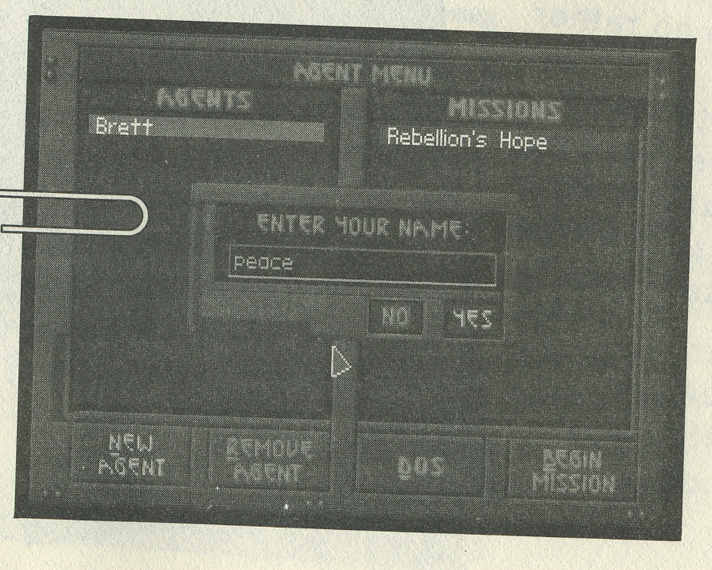 AGENT MENU
AGENTS
MISSIONS
Brett
Rebellion's Hope
ENTER YOUR NAME:
peace
NO
YES
NEW
AGENT
REMOVE
AGENT
DOS
BEGIN
MISSION